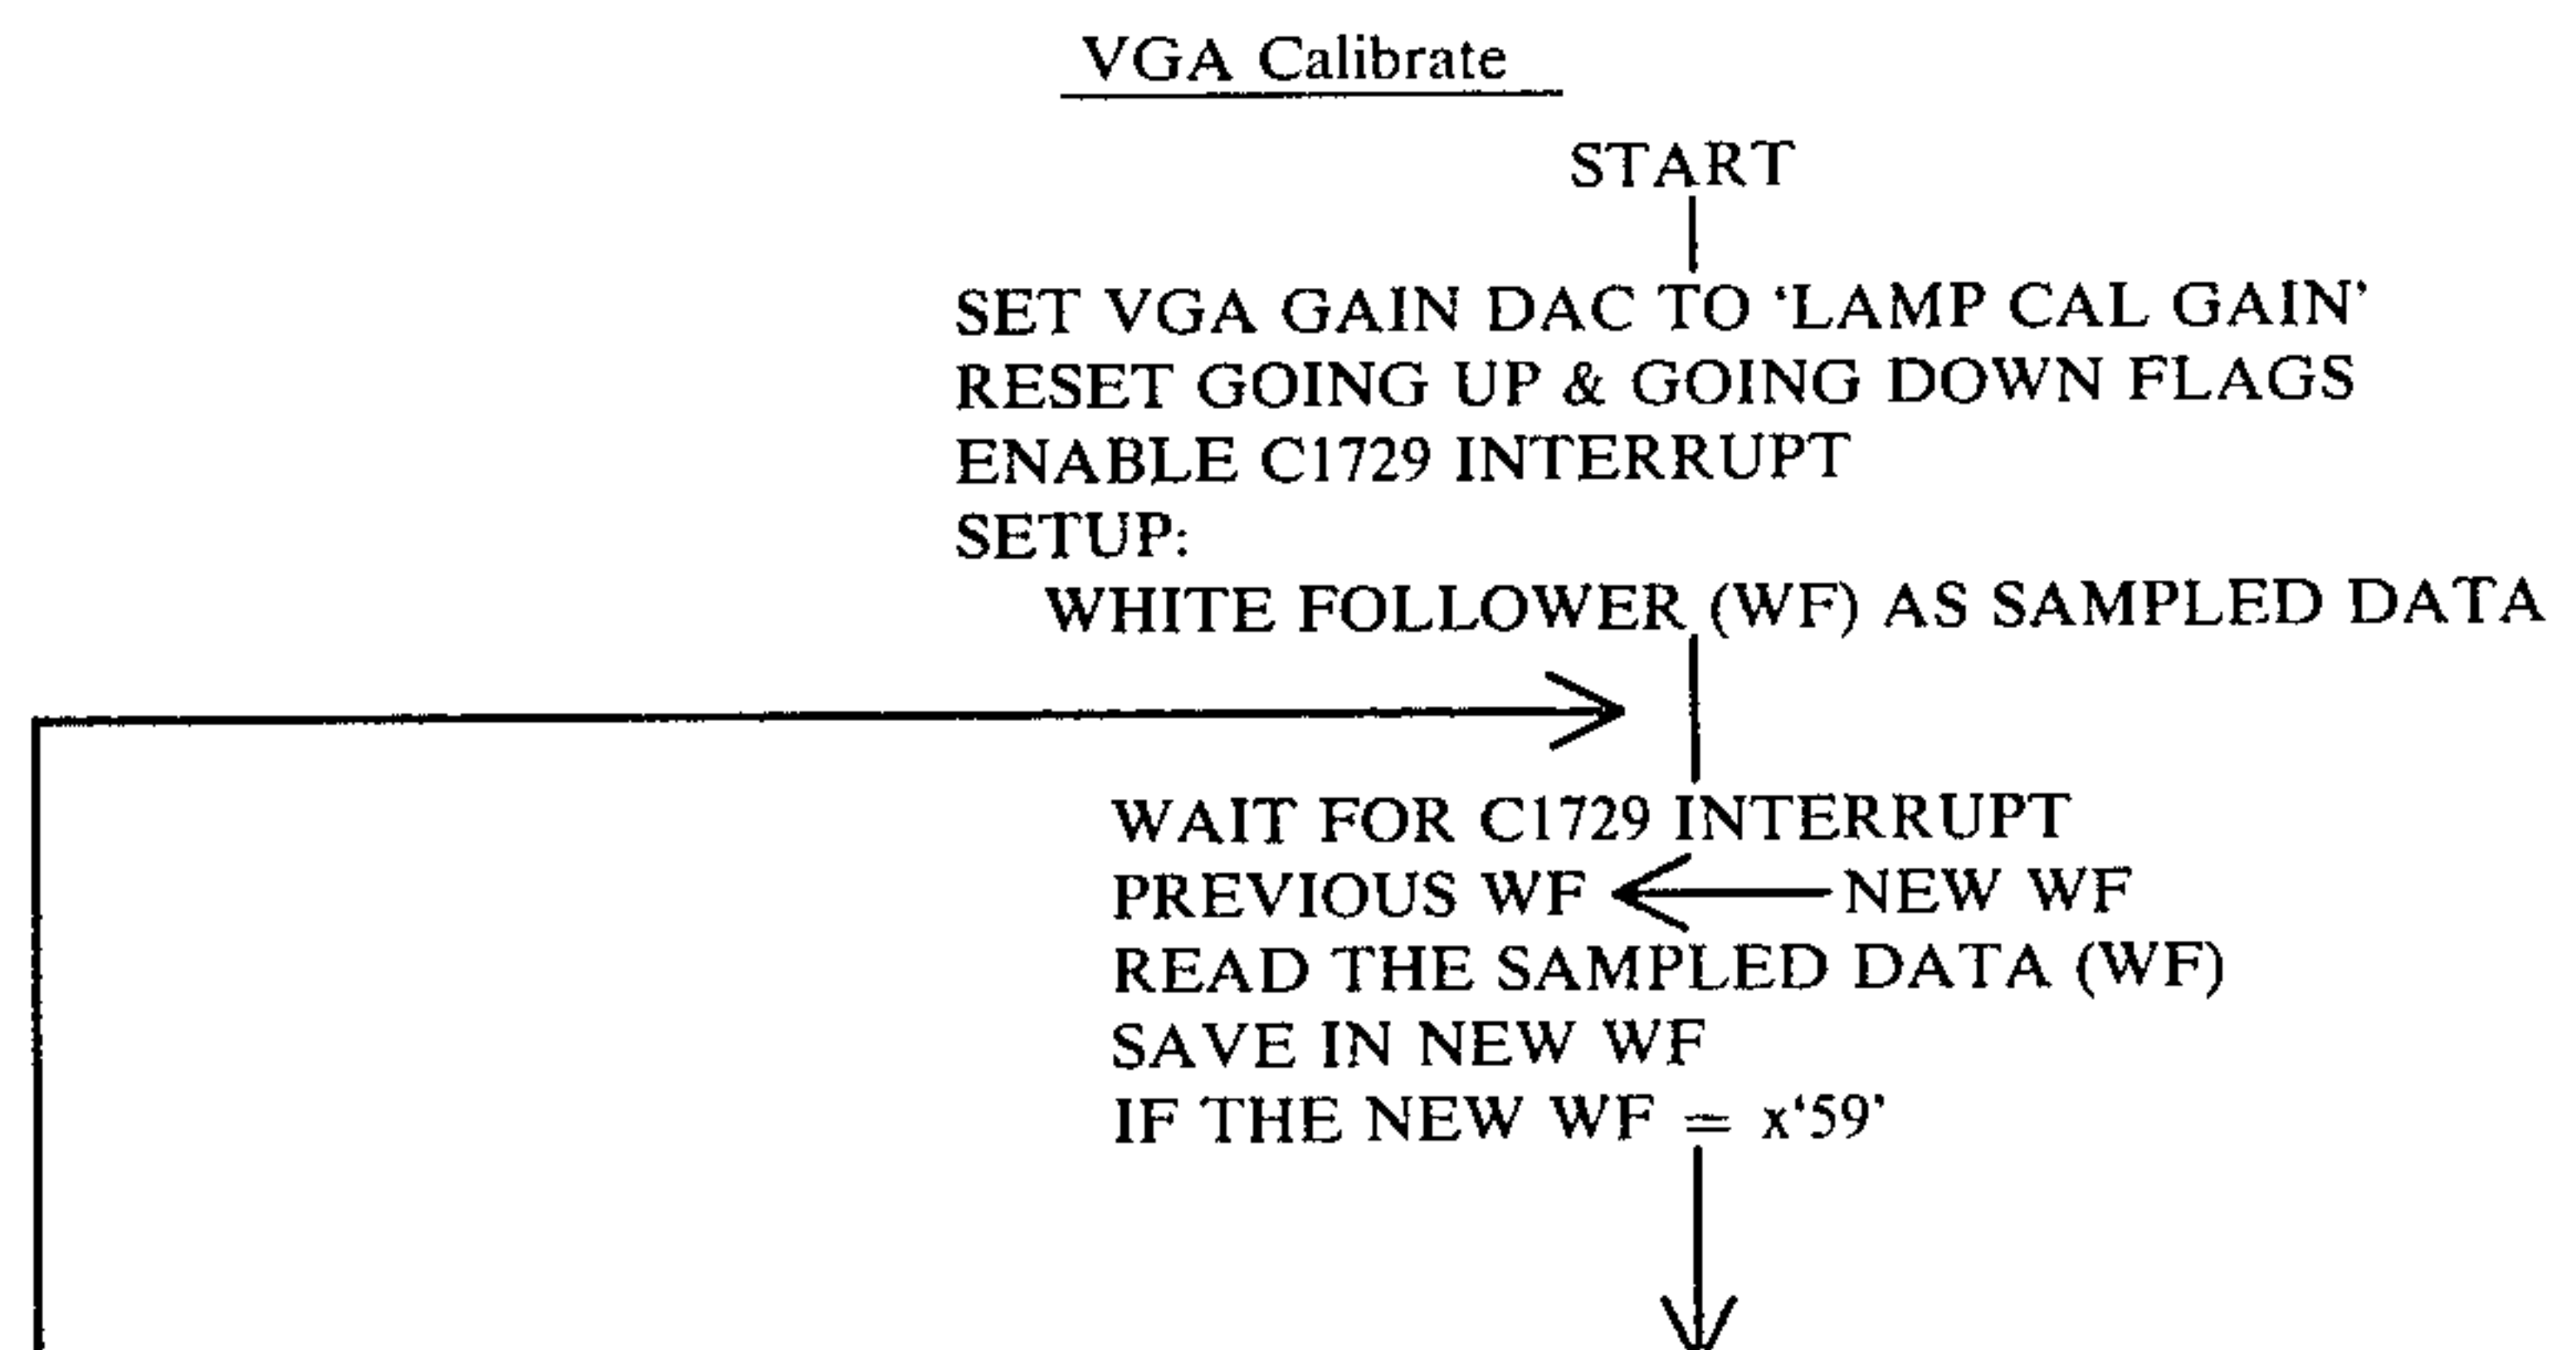 VGA Calibrate
START
SET VGA GAIN DAC TO ‘LAMP CAL GAIN’
RESET GOING UP & GOING DOWN FLAGS
ENABLE C1729 INTERRUPT
SETUP:
WHITE FOLLOWER (WF) AS SAMPLED DATA
WAIT FOR C1729 INTERRUPT
PREVIOUS WF ← NEW WF
READ THE SAMPLED DATA (WF)
SAVE IN NEW WF
IF THE NEW WF = x‘59’